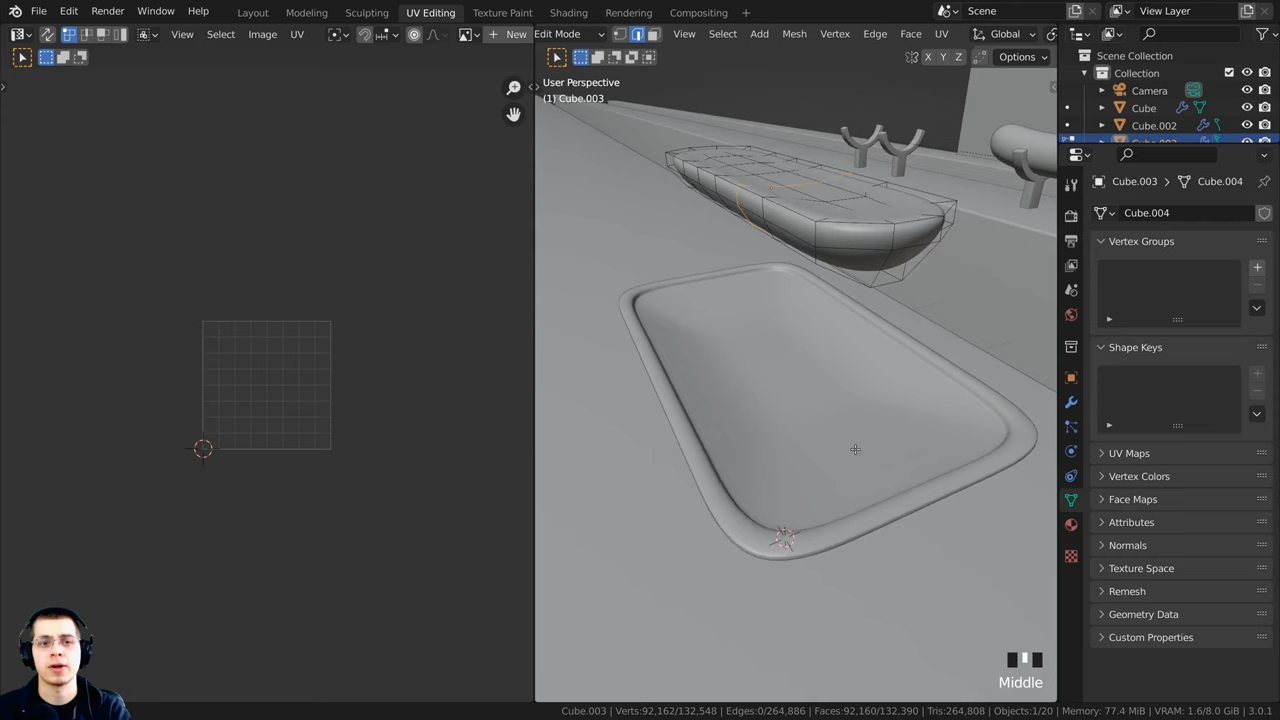 File Edit Render Window Help Layout Modeling Sculpting UV Editing Texture Paint Shading Rendering Compositing Scene View Layer
View Select Image UV New Edit Mode View Select Add Mesh Vertex Edge Face UV Global
X Y Z Options
User Perspective
(1) Cube.003
Scene Collection
Collection
Camera
Cube
Cube.002
Cube.003 Cube.004
Cube.004
Vertex Groups
Shape Keys
UV Maps
Vertex Colors
Face Maps
Attributes
Normals
Texture Space
Remesh
Geometry Data
Custom Properties
Middle
Cube.003 | Verts:92,162/132,548 | Edges:0/264,886 | Faces:92,160/132,390 | Tris:264,808 | Objects:1/20 | Memory: 77.4 MiB | VRAM: 1.6/8.0 GiB | 3.0.1